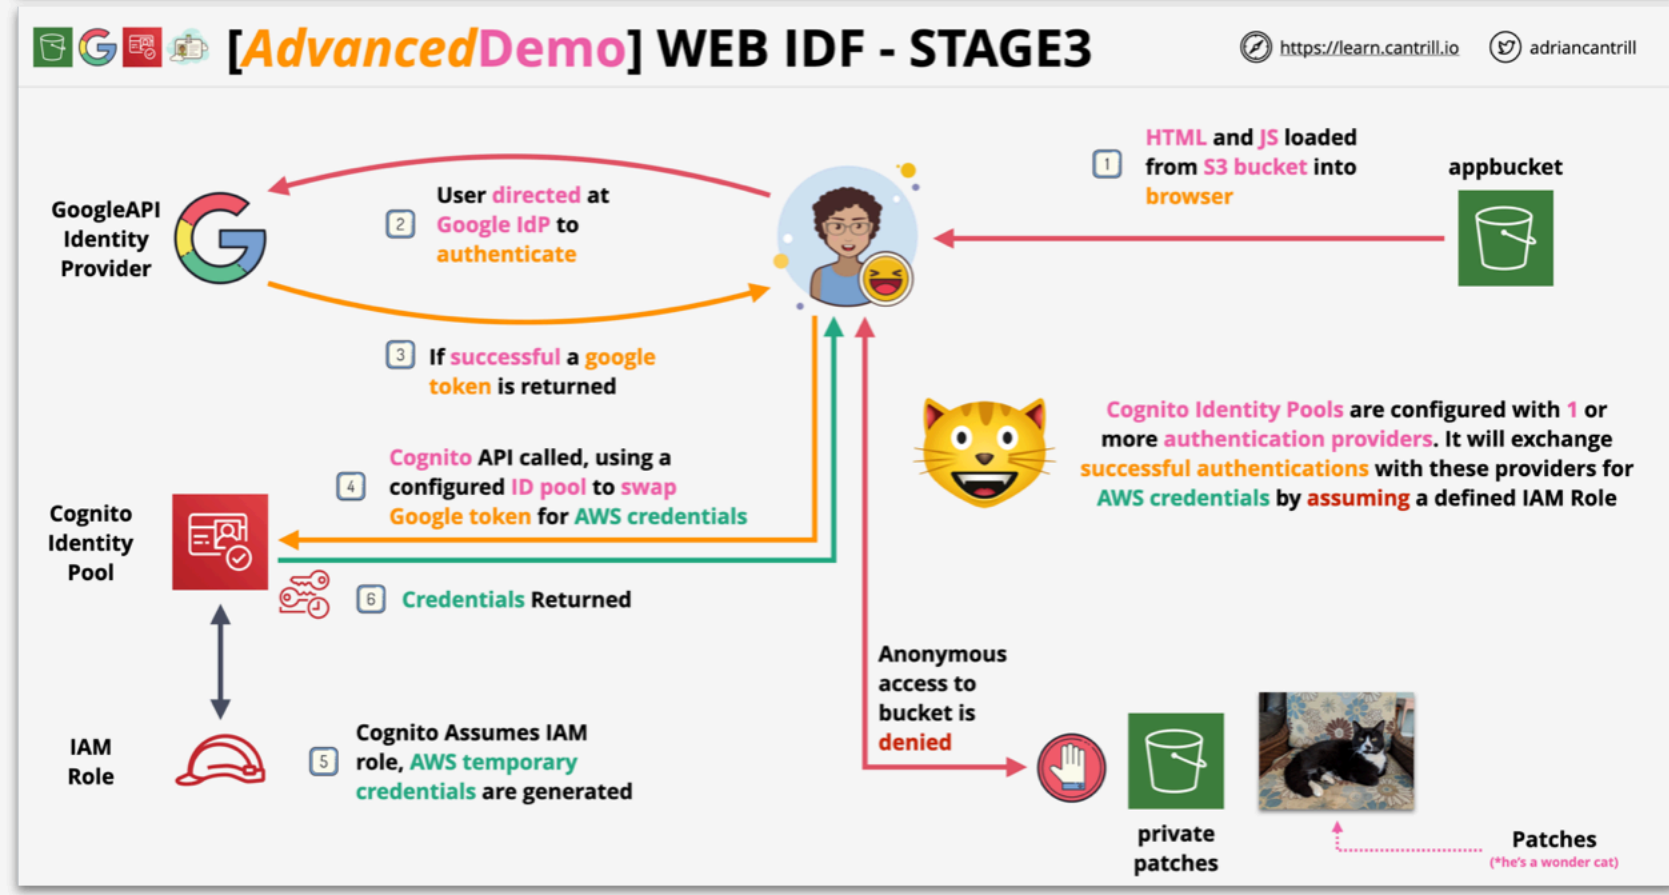 [AdvancedDemo] WEB IDF - STAGE3
https://learn.cantrill.io
adriancantrill
1
HTML and JS loaded
from S3 bucket into
browser
appbucket
GoogleAPI
Identity
Provider
2
User directed at
Google IdP to
authenticate
3
If successful a google
token is returned
Cognito Identity Pools are configured with 1 or
more authentication providers. It will exchange
successful authentications with these providers for
AWS credentials by assuming a defined IAM Role
4
Cognito API called, using a
configured ID pool to swap
Google token for AWS credentials
Cognito
Identity
Pool
6
Credentials Returned
Anonymous
access to
bucket is
denied
IAM
Role
5
Cognito Assumes IAM
role, AWS temporary
credentials are generated
private
patches
Patches
(*he's a wonder cat)